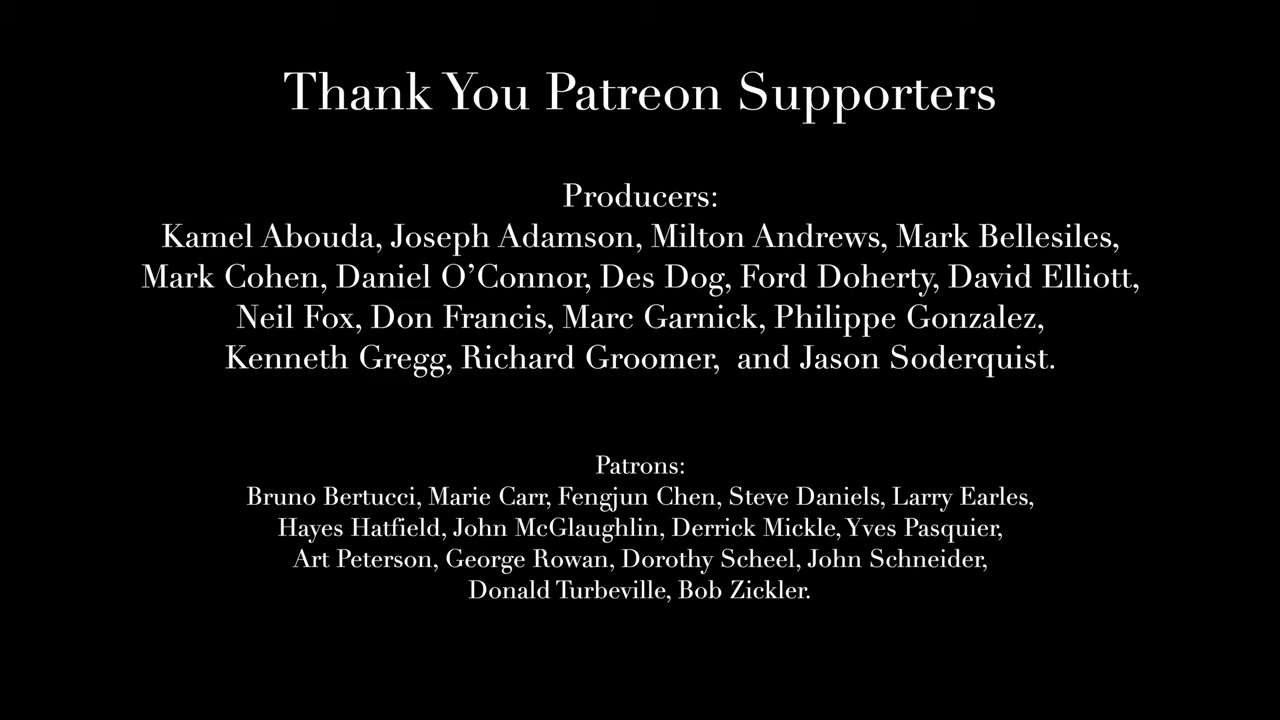 Thank You Patreon Supporters
Producers:
Kamel Abouda, Joseph Adamson, Milton Andrews, Mark Bellesiles,
Mark Cohen, Daniel O’Connor, Des Dog, Ford Doherty, David Elliott,
Neil Fox, Don Francis, Marc Garnick, Philippe Gonzalez,
Kenneth Gregg, Richard Groomer, and Jason Soderquist.
Patrons:
Bruno Bertucci, Marie Carr, Fengjun Chen, Steve Daniels, Larry Earles,
Hayes Hatfield, John McGlaughlin, Derrick Mickle, Yves Pasquier,
Art Peterson, George Rowan, Dorothy Scheel, John Schneider,
Donald Turbeville, Bob Zickler.